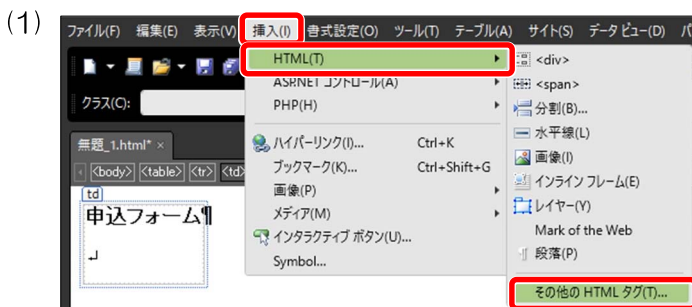 (1)
ファイル(F) 編集(E) 表示(V) 挿入(I) 書式設定(O) ツール(T) テーブル(A) サイト(S) データ ビュー(D) パ
クラス(C):
無題_1.html* ×
<body> <table> <tr> <td>
td
申込フォーム¶
↲
HTML(T)
ASP.NET コントロール(A)
PHP(H)
ハイパーリンク(I)... Ctrl+K
ブックマーク(K)... Ctrl+Shift+G
画像(P)
メディア(M)
インタラクティブ ボタン(U)...
Symbol...
<div>
<span>
分割(B)...
水平線(L)
画像(I)
インライン フレーム(E)
レイヤー(Y)
Mark of the Web
段落(P)
その他の HTML タグ(T)...